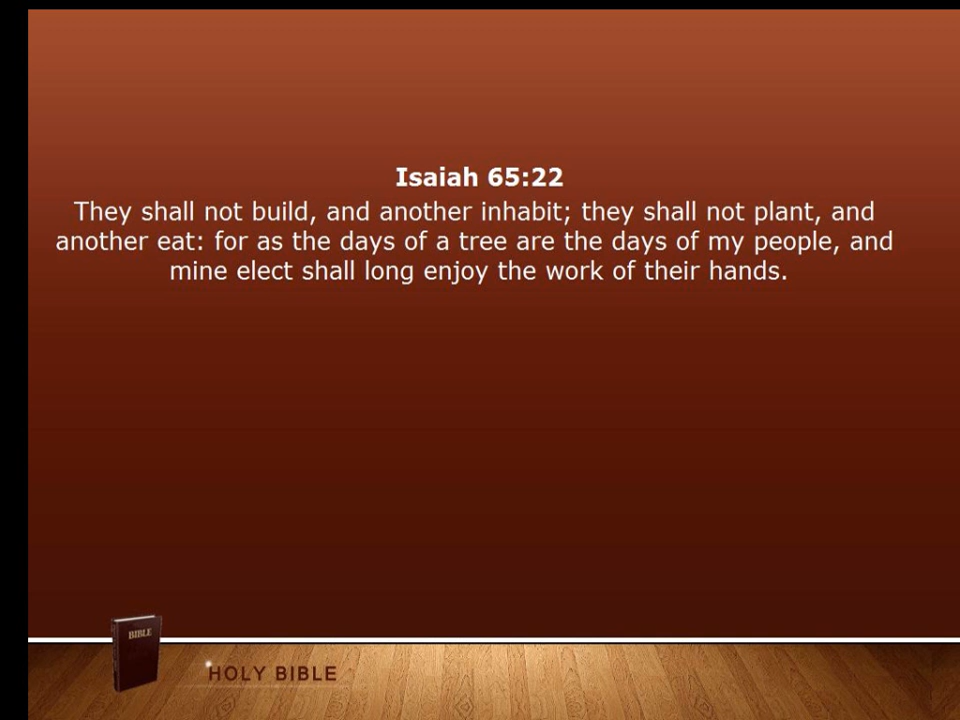 Isaiah 65:22
They shall not build, and another inhabit; they shall not plant, and
another eat: for as the days of a tree are the days of my people, and
mine elect shall long enjoy the work of their hands.
BIBLE
HOLY BIBLE